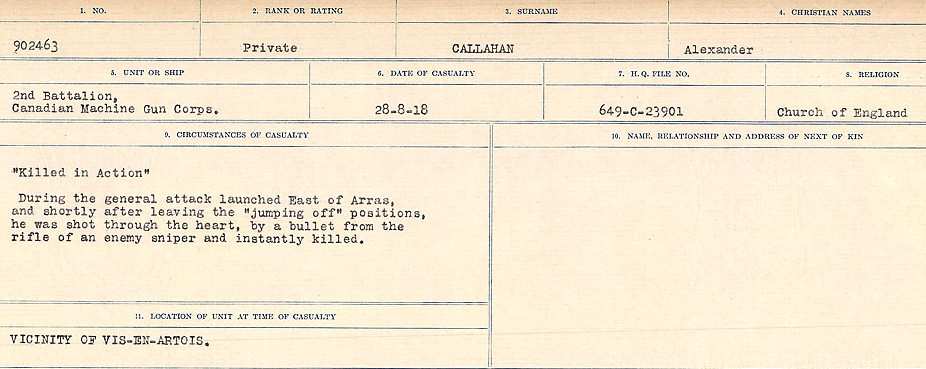 1. NO.
2. RANK OR RATING
3. SURNAME
4. CHRISTIAN NAMES
902463
Private
CALLAHAN
Alexander
5. UNIT OR SHIP
6. DATE OF CASUALTY
7. H.Q. FILE NO.
8. RELIGION
2nd Battalion,
Canadian Machine Gun Corps.
28-8-18
649-C-23901
Church of England
9. CIRCUMSTANCES OF CASUALTY
10. NAME, RELATIONSHIP AND ADDRESS OF NEXT OF KIN
"Killed in Action"
During the general attack launched East of Arras,
and shortly after leaving the "jumping off" positions,
he was shot through the heart, by a bullet from the
rifle of an enemy sniper and instantly killed.
11. LOCATION OF UNIT AT TIME OF CASUALTY
VICINITY OF VIS-EN-ARTOIS.